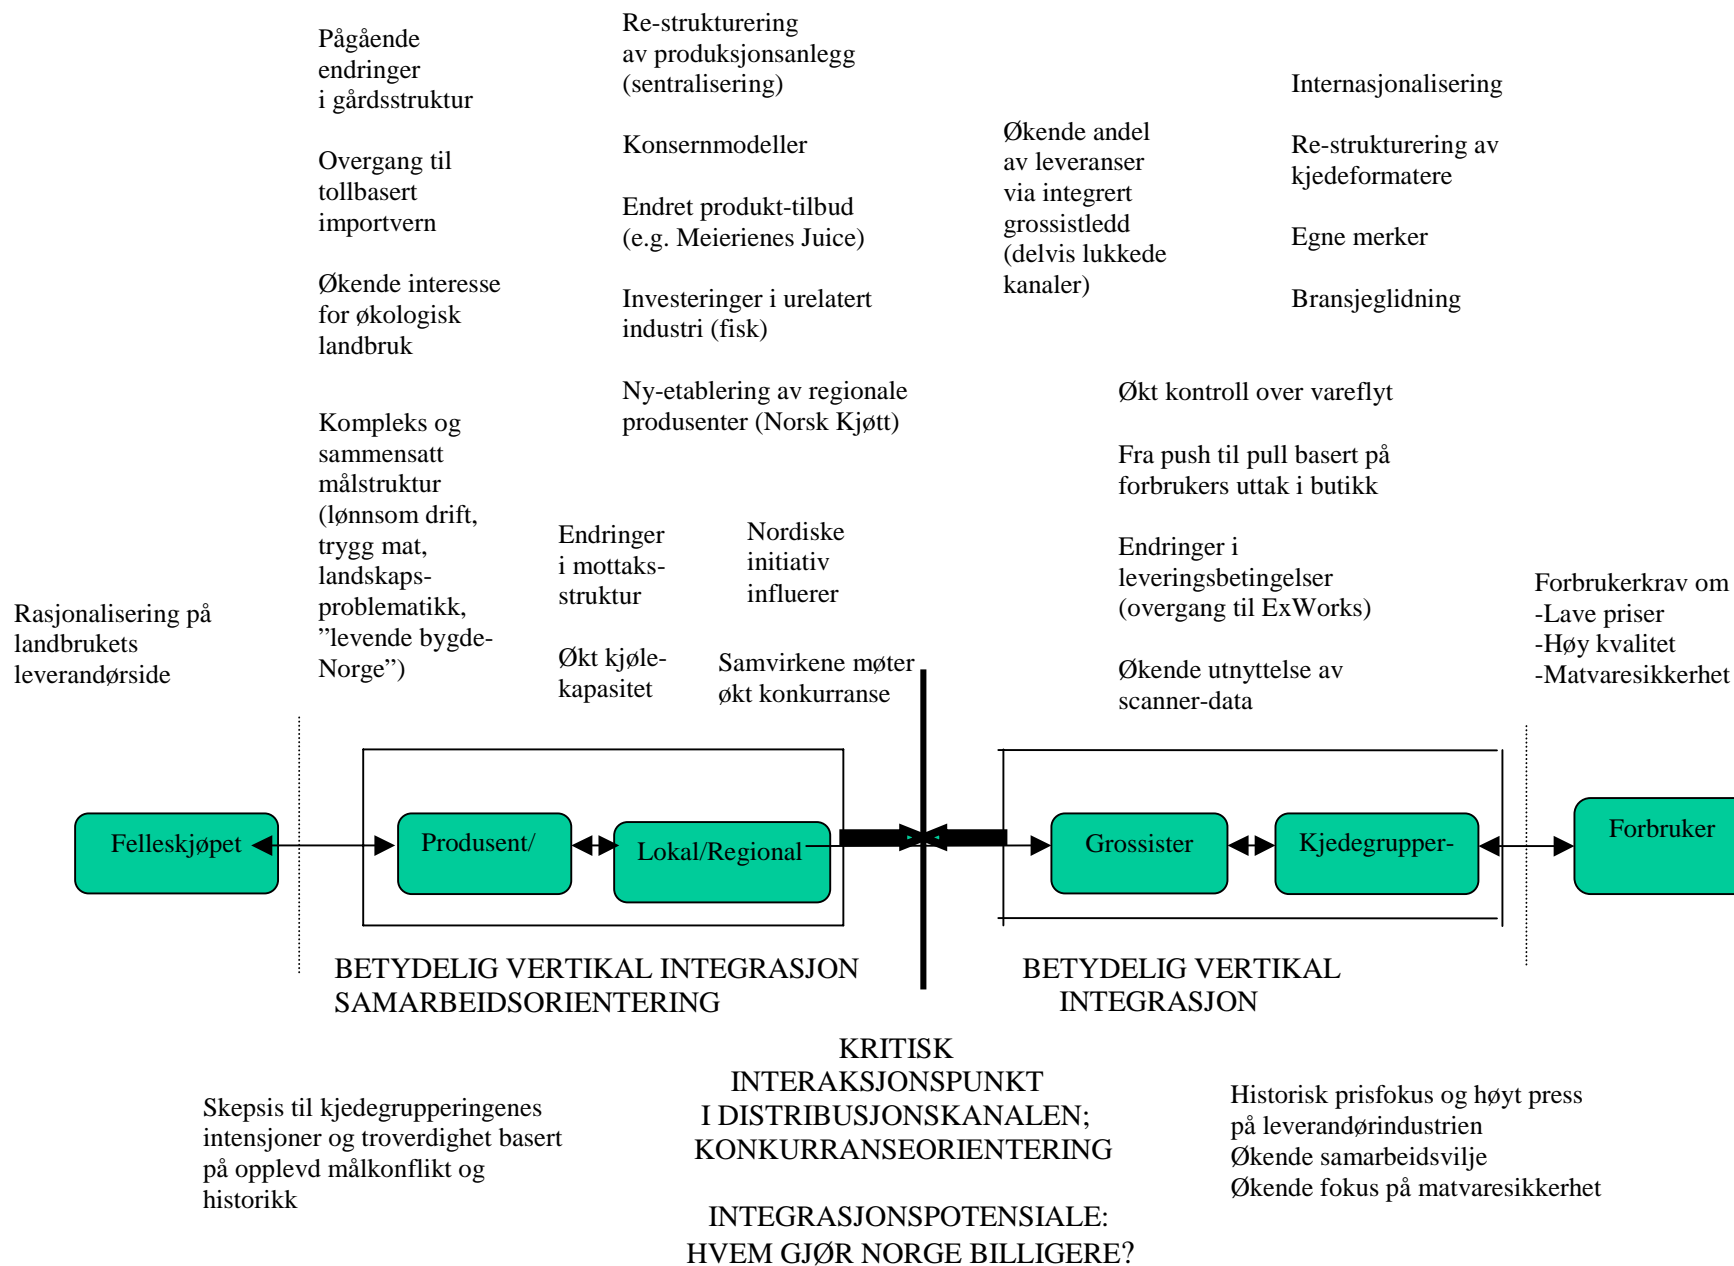 Pågående
endringer
i gårdsstruktur
Overgang til
tollbasert
importvern
Økende interesse
for økologisk
landbruk
Kompleks og
sammensatt
målstruktur
(lønnsom drift,
trygg mat,
landskaps-
problematikk,
”levende bygde-
Norge”)
Re-strukturering
av produksjonsanlegg
(sentralisering)
Konsernmodeller
Endret produkt-tilbud
(e.g. Meierienes Juice)
Investeringer i urelatert
industri (fisk)
Ny-etablering av regionale
produsenter (Norsk Kjøtt)
Økende andel
av leveranser
via integrert
grossistledd
(delvis lukkede
kanaler)
Internasjonalisering
Re-strukturering av
kjedeformatere
Egne merker
Bransjeglidning
Økt kontroll over vareflyt
Fra push til pull basert på
forbrukers uttak i butikk
Endringer i
leveringsbetingelser
(overgang til ExWorks)
Økende utnyttelse av
scanner-data
Rasjonalisering på
landbrukets
leverandørside
Endringer
i mottaks-
struktur
Økt kjøle-
kapasitet
Nordiske
initiativ
influerer
Samvirkene møter
økt konkurranse
Forbrukerkrav om
-Lave priser
-Høy kvalitet
-Matvaresikkerhet
Felleskjøpet
Produsent/
Lokal/Regional
Grossister
Kjedegrupper-
Forbruker
BETYDELIG VERTIKAL INTEGRASJON
SAMARBEIDSORIENTERING
BETYDELIG VERTIKAL
INTEGRASJON
KRITISK
INTERAKSJONSPUNKT
I DISTRIBUSJONSKANALEN;
KONKURRANSEORIENTERING
INTEGRASJONSPOTENSIALE:
HVEM GJØR NORGE BILLIGERE?
Skepsis til kjedegrupperingenes
intensjoner og troverdighet basert
på opplevd målkonflikt og
historikk
Historisk prisfokus og høyt press
på leverandørindustrien
Økende samarbeidsvilje
Økende fokus på matvaresikkerhet